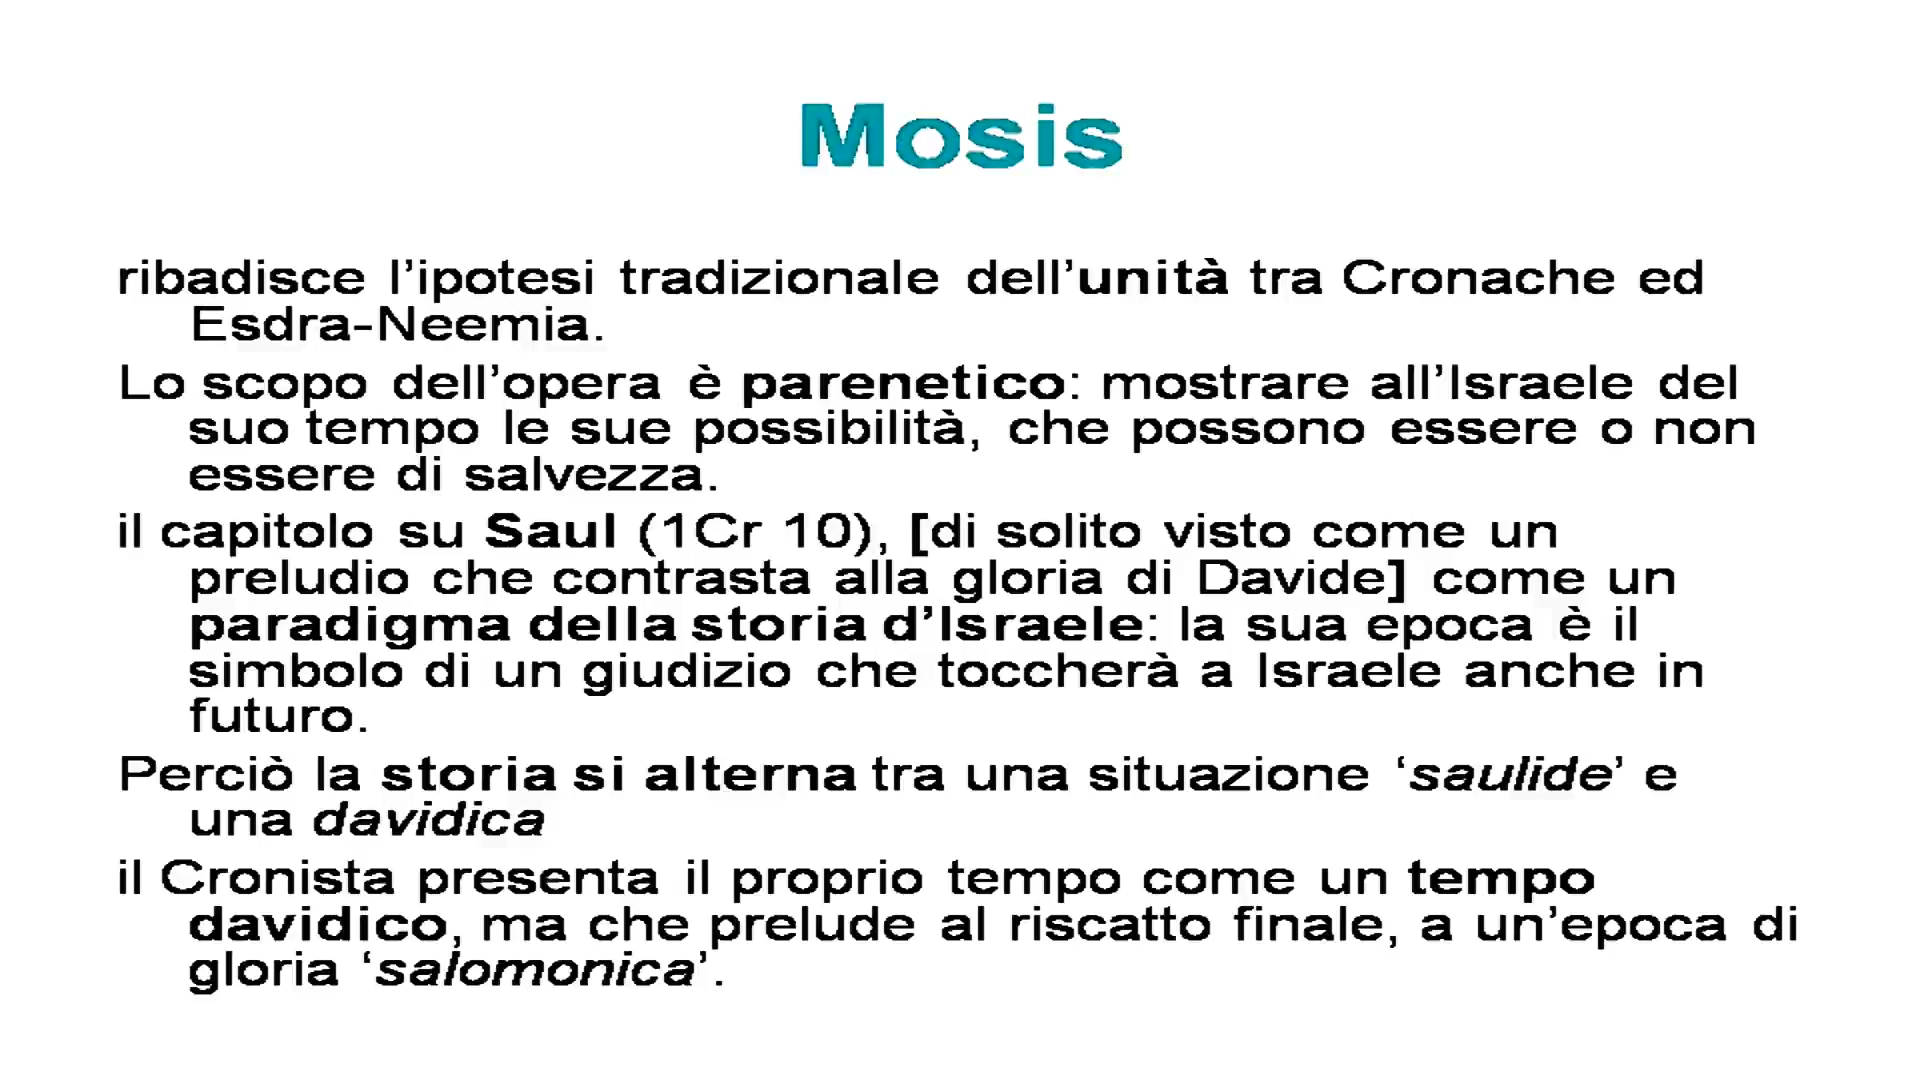 Mosis
ribadisce l’ipotesi tradizionale dell’unità tra Cronache ed
Esdra-Neemia.
Lo scopo dell’opera è parenetico: mostrare all’Israele del
suo tempo le sue possibilità, che possono essere o non
essere di salvezza.
il capitolo su Saul (1Cr 10), [di solito visto come un
preludio che contrasta alla gloria di Davide] come un
paradigma della storia d’Israele: la sua epoca è il
simbolo di un giudizio che toccherà a Israele anche in
futuro.
Perciò la storia si alterna tra una situazione ‘saulide’ e
una davidica
il Cronista presenta il proprio tempo come un tempo
davidico, ma che prelude al riscatto finale, a un’epoca di
gloria ‘salomonica’.